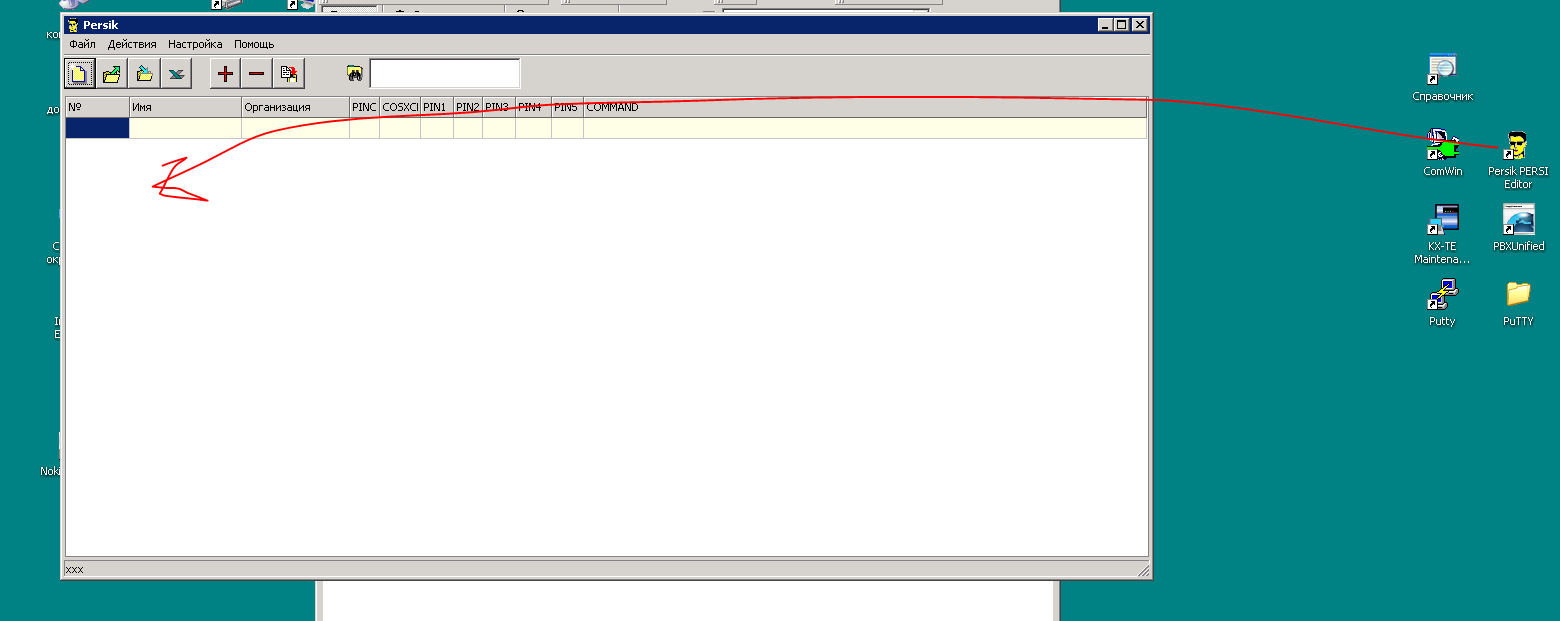 Persik
Файл Действия Настройка Помощь
№ Имя Организация PINC COSXCI PIN1 PIN2 PIN3 PIN4 PIN5 COMMAND
xxx
Справочник
ComWin
Persik PERSI
Editor
KX-TE
Maintena...
PBXUnified
Putty
PuTTY
Noki